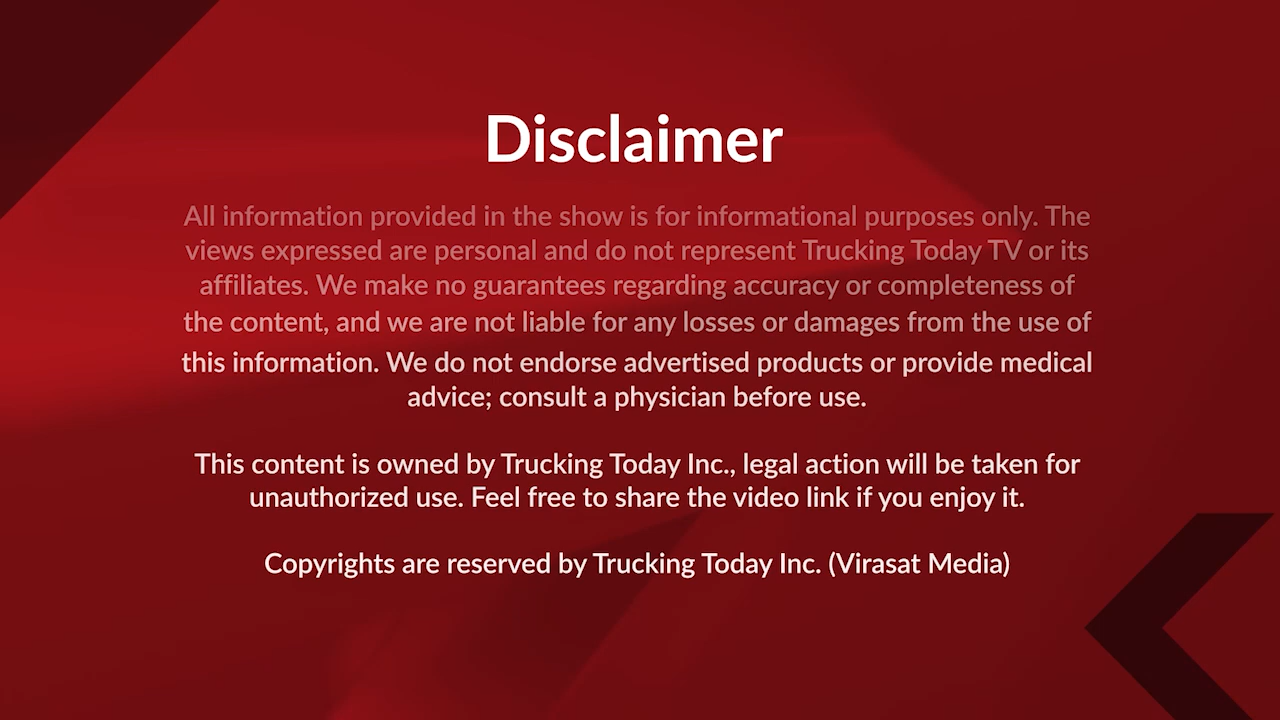 Disclaimer
All information provided in the show is for informational purposes only. The
views expressed are personal and do not represent Trucking Today TV or its
affiliates. We make no guarantees regarding accuracy or completeness of
the content, and we are not liable for any losses or damages from the use of
this information. We do not endorse advertised products or provide medical
advice; consult a physician before use.
This content is owned by Trucking Today Inc., legal action will be taken for
unauthorized use. Feel free to share the video link if you enjoy it.
Copyrights are reserved by Trucking Today Inc. (Virasat Media)